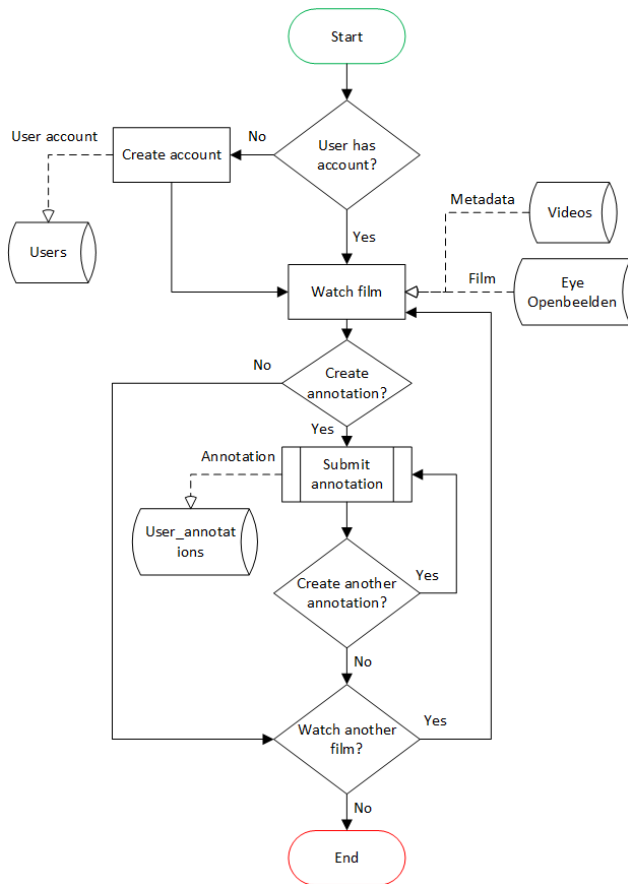 Start
User has
account?
No
Create account
User account
Users
Yes
Metadata
Videos
Film
Eye
Openbeelden
Watch film
Create
annotation?
No
Yes
Submit
annotation
Annotation
User_annotat
ions
Create another
annotation?
Yes
No
Watch another
film?
Yes
No
End